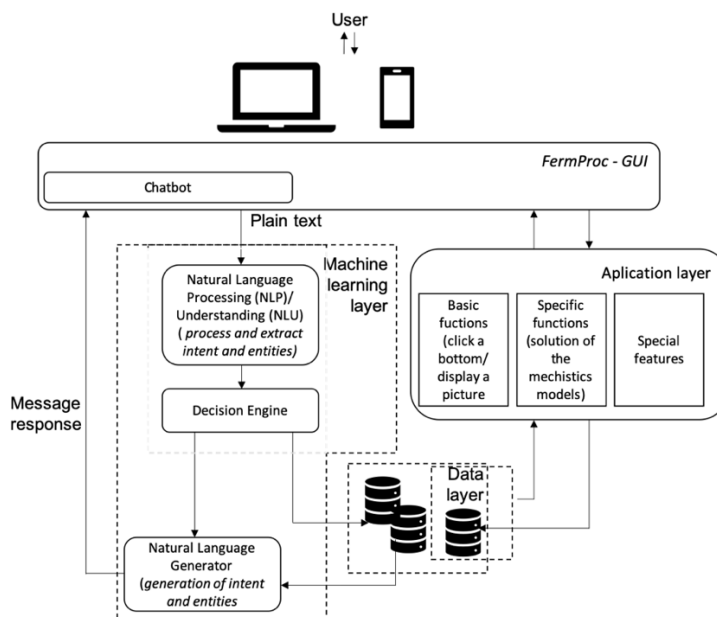 User
FermProc - GUI
Chatbot
Plain text
Machine
learning
layer
Natural Language
Processing (NLP)/
Understanding (NLU)
( process and extract
intent and entities)
Decision Engine
Message
response
Natural Language
Generator
(generation of intent
and entities
Aplication layer
Basic
fuctions
(click a
bottom/
display a
picture
Specific
functions
(solution of
the
mechistics
models)
Special
features
Data
layer